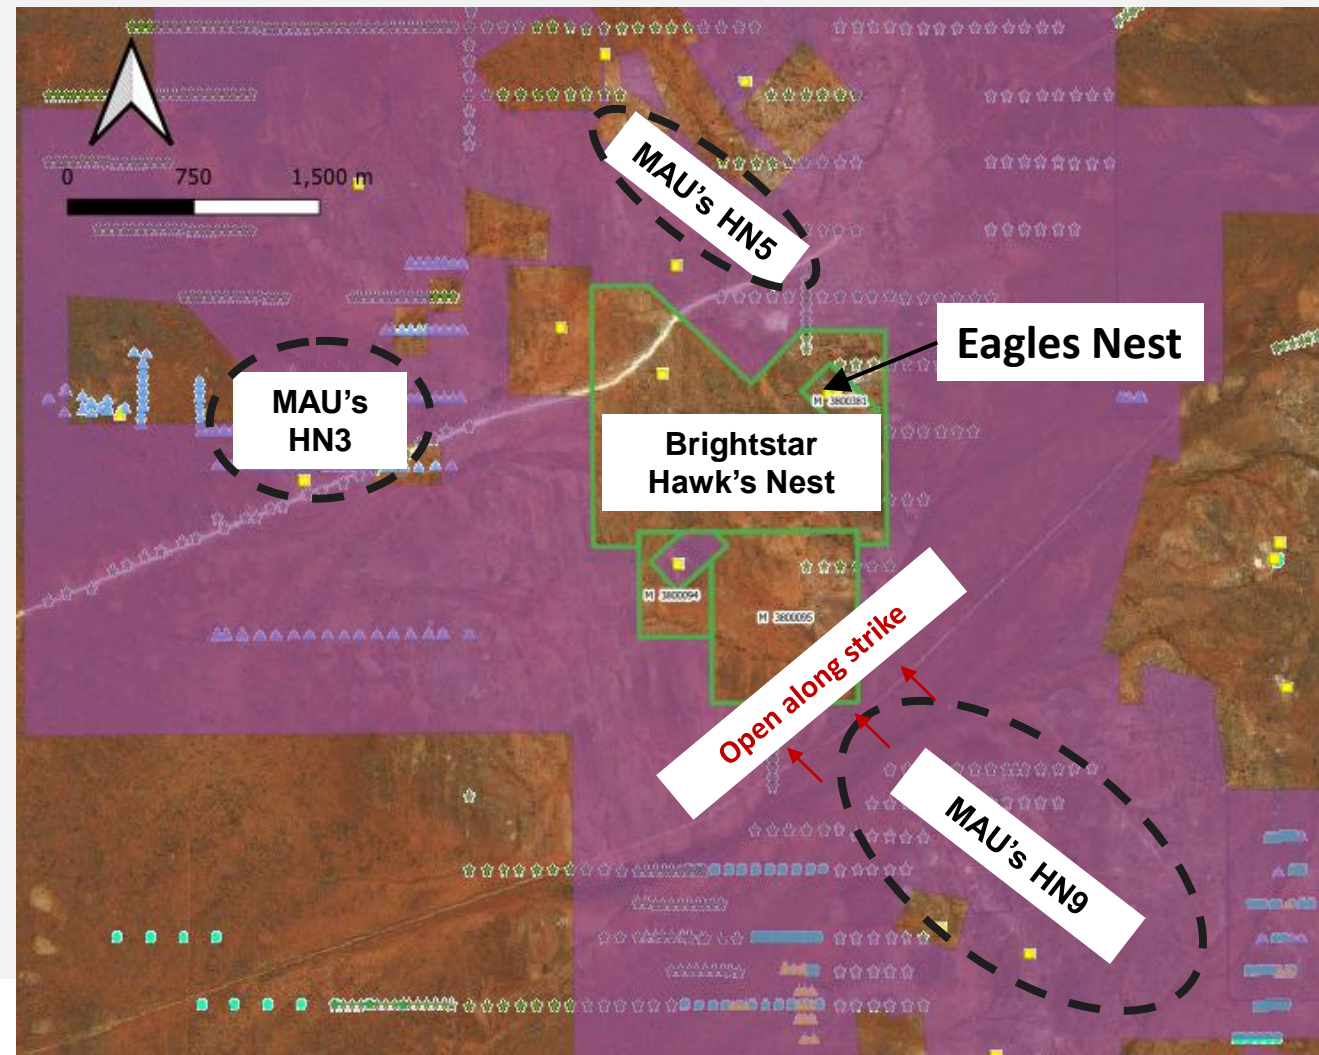 0 750 1,500 m
MAU's HN5
Eagles Nest
M 3800381
MAU's
HN3
Brightstar
Hawk's Nest
M 3800094
M 3800095
Open along strike
MAU's HN9